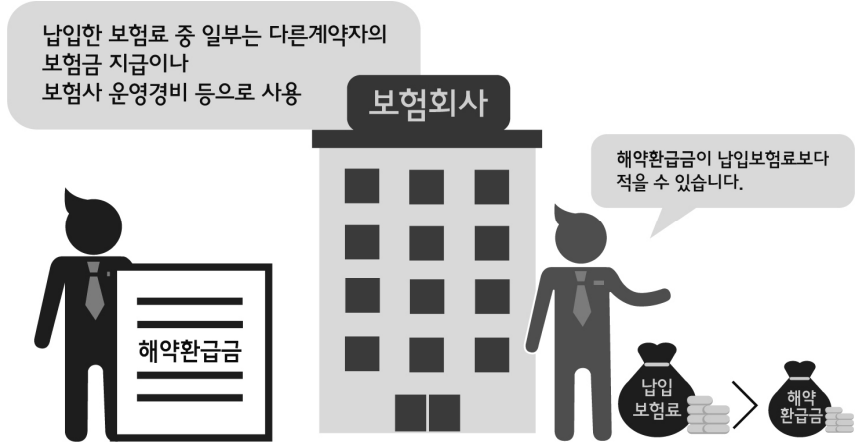 납입한 보험료 중 일부는 다른계약자의
보험금 지급이나
보험사 운영경비 등으로 사용
보험회사
해약환급금이 납입보험료보다
적을 수 있습니다.
해약환급금
납입
보험료
>
해약
환급금